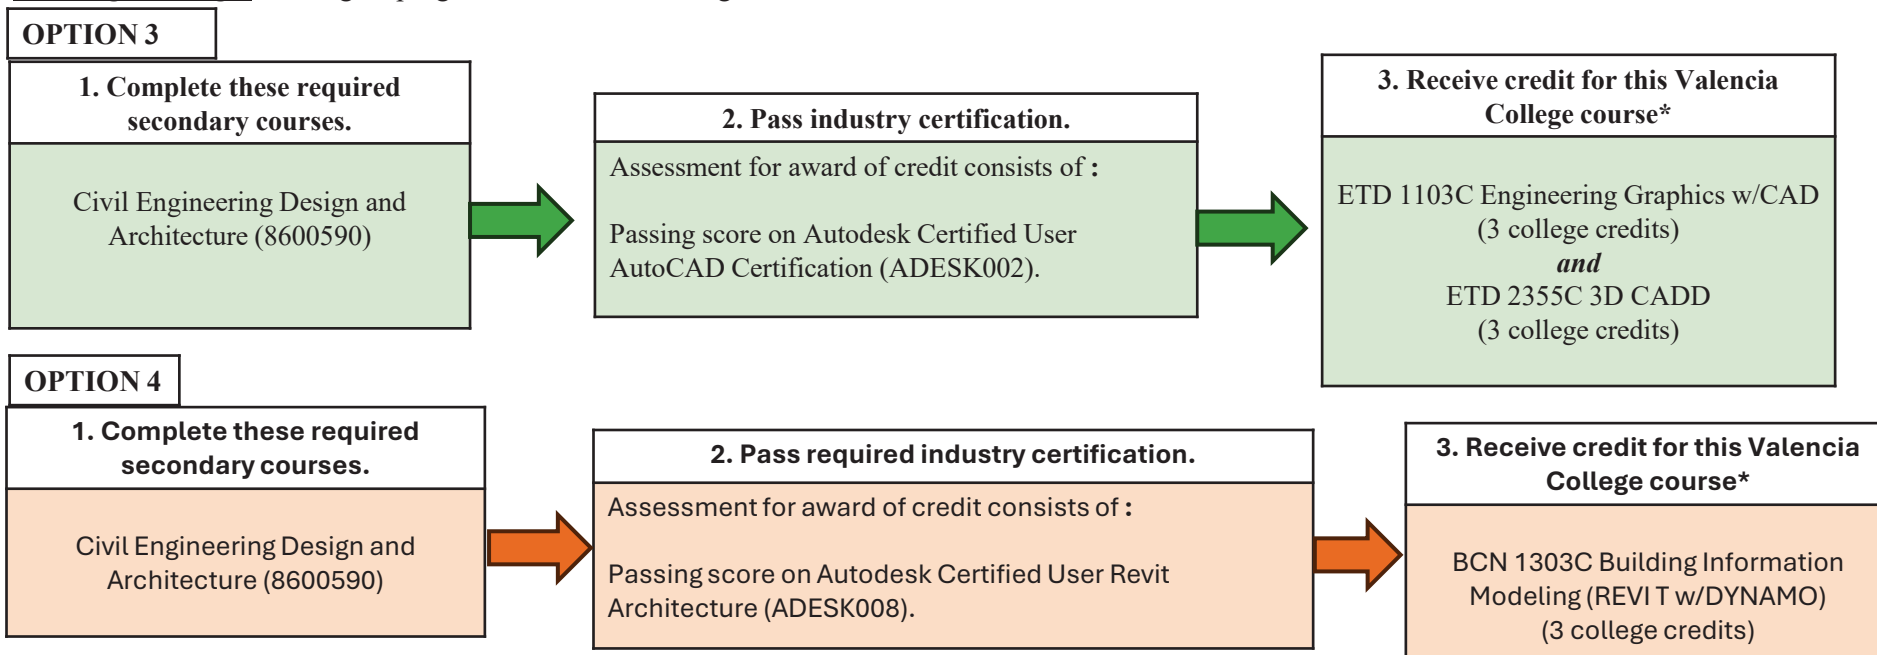 OPTION 3
1. Complete these required
secondary courses.
Civil Engineering Design and
Architecture (8600590)
2. Pass industry certification.
Assessment for award of credit consists of :
Passing score on Autodesk Certified User
AutoCAD Certification (ADESK002).
3. Receive credit for this Valencia
College course*
ETD 1103C Engineering Graphics w/CAD
(3 college credits)
and
ETD 2355C 3D CADD
(3 college credits)
OPTION 4
1. Complete these required
secondary courses.
Civil Engineering Design and
Architecture (8600590)
2. Pass required industry certification.
Assessment for award of credit consists of :
Passing score on Autodesk Certified User Revit
Architecture (ADESK008).
3. Receive credit for this Valencia
College course*
BCN 1303C Building Information
Modeling (REVI T w/DYNAMO)
(3 college credits)